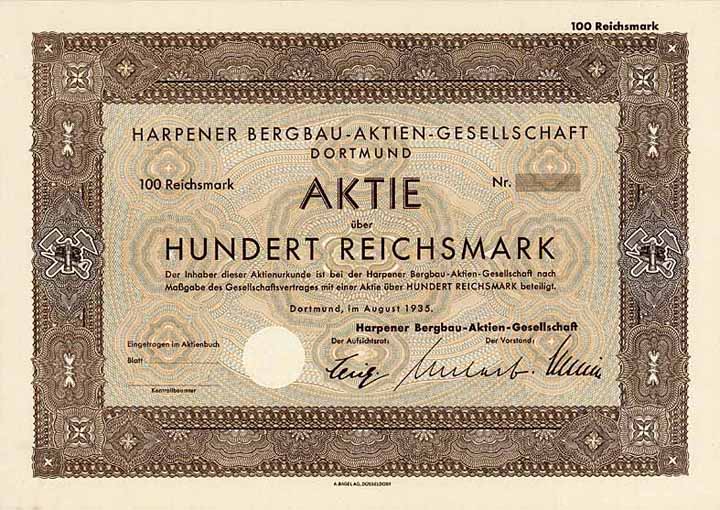 100 Reichsmark
HARPENER BERGBAU-AKTIEN-GESELLSCHAFT
DORTMUND
100 Reichsmark
Nr.
AKTIE
über
HUNDERT REICHSMARK
Der Inhaber dieser Aktienurkunde ist bei der Harpener Bergbau-Aktien-Gesellschaft nach
Maßgabe des Gesellschaftsvertrages mit einer Aktie über HUNDERT REICHSMARK beteiligt.
Dortmund, im August 1935.
Harpener Bergbau-Aktien-Gesellschaft
Eingetragen im Aktienbuch
Der Aufsichtsrat:
Der Vorstand:
Blatt
Kontrollbeamter
A. BAGEL AG, DÜSSELDORF